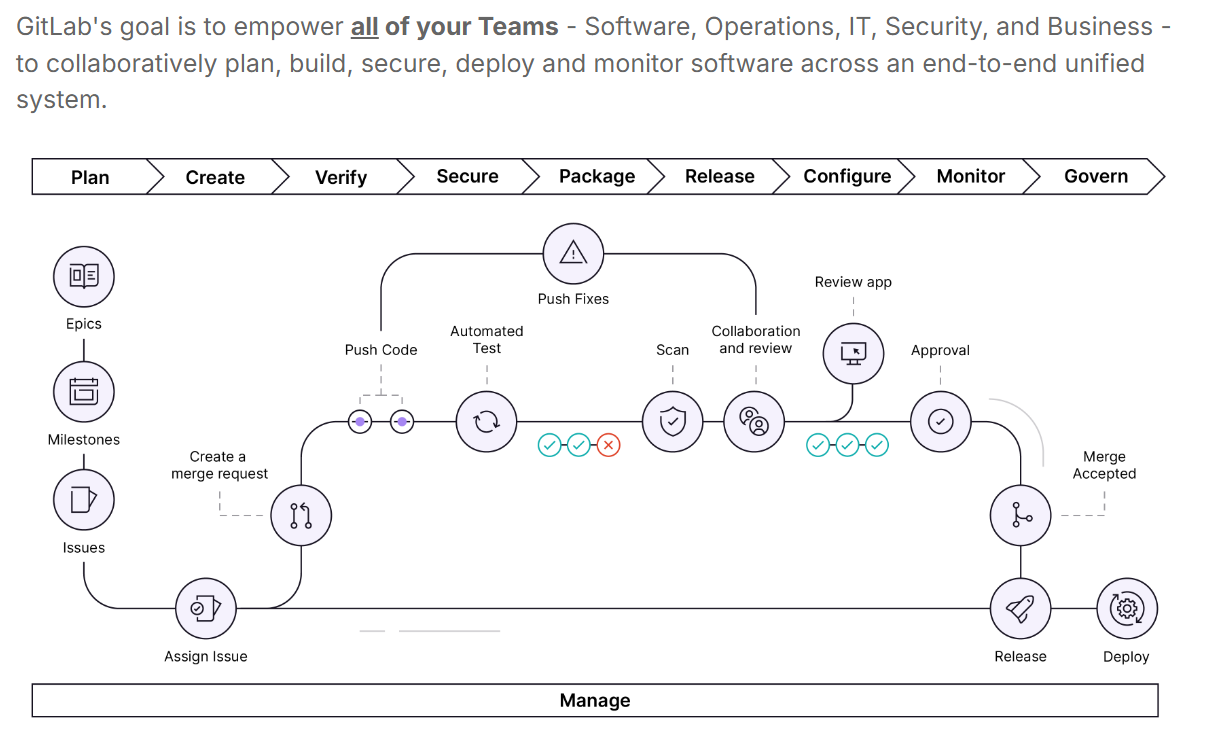 GitLab's goal is to empower all of your Teams - Software, Operations, IT, Security, and Business -
to collaboratively plan, build, secure, deploy and monitor software across an end-to-end unified
system.
Plan
Create
Verify
Secure
Package
Release
Configure
Monitor
Govern
Epics
Milestones
Issues
Assign Issue
Create a
merge request
Push Code
Push Fixes
Automated
Test
Scan
Collaboration
and review
Review app
Approval
Merge
Accepted
Release
Deploy
Manage